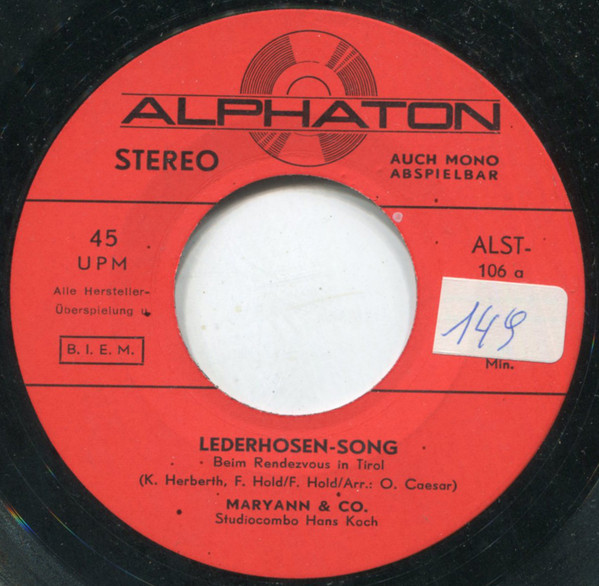 ALPHATON
STEREO
AUCH MONO
ABSPIELBAR
45
UPM
Alle Hersteller-
Überspielung u.
B. I. E. M.
ALST-
106 a
149
Min.
LEDERHOSEN-SONG
Beim Rendezvous in Tirol
(K. Herberth, F. Hold/F. Hold/Arr.: O. Caesar)
MARYANN & CO.
Studiocombo Hans Koch